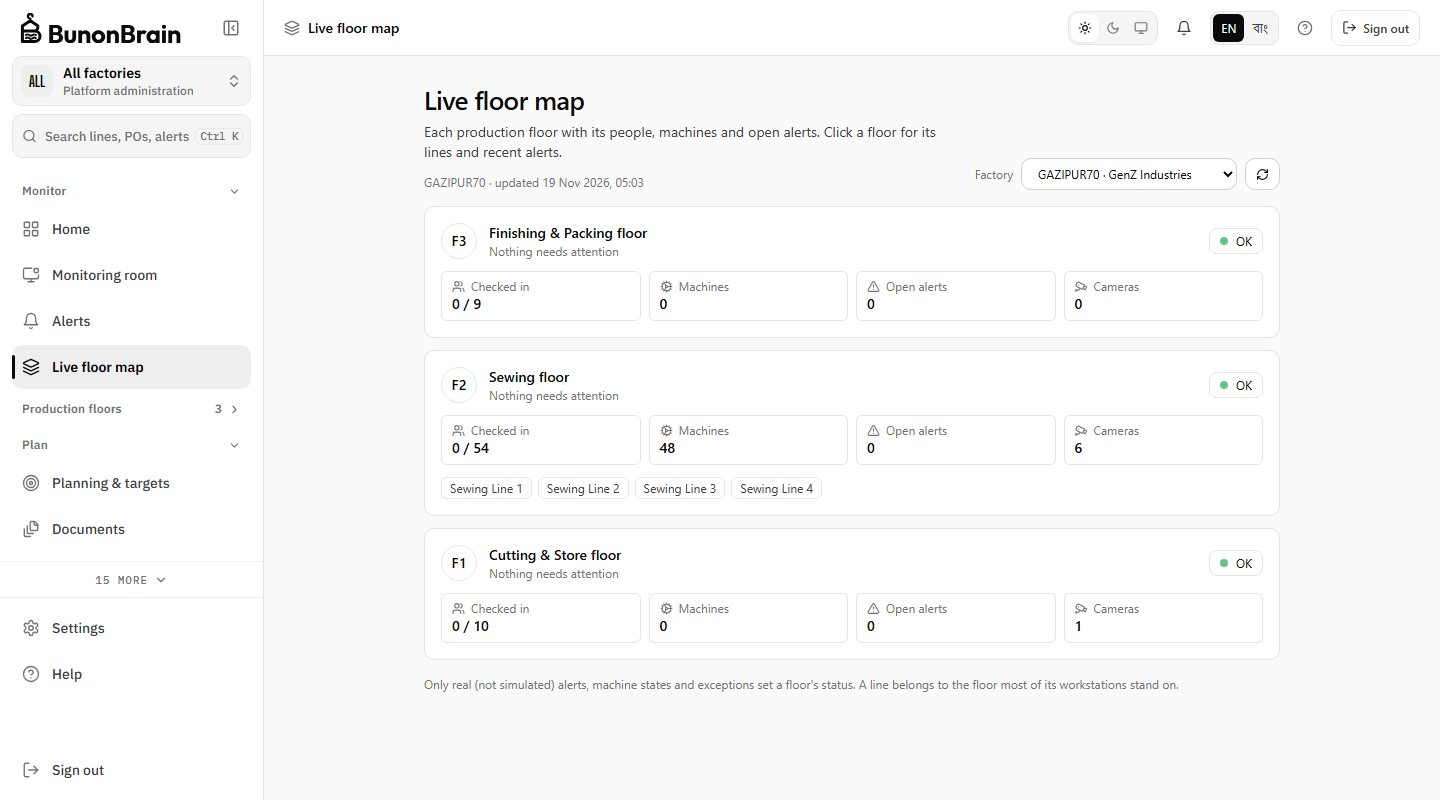 BunonBrain
ALL
All factories
Platform administration
Search lines, POs, alerts Ctrl K
Monitor
Home
Monitoring room
Alerts
Live floor map
Production floors 3
Plan
Planning & targets
Documents
15 MORE
Settings
Help
Sign out
Live floor map
EN বাং
Sign out
Live floor map
Each production floor with its people, machines and open alerts. Click a floor for its
lines and recent alerts.
GAZIPUR70 · updated 19 Nov 2026, 05:03
Factory GAZIPUR70 · GenZ Industries
F3 Finishing & Packing floor
Nothing needs attention
OK
Checked in
0 / 9
Machines
0
Open alerts
0
Cameras
0
F2 Sewing floor
Nothing needs attention
OK
Checked in
0 / 54
Machines
48
Open alerts
0
Cameras
6
Sewing Line 1 Sewing Line 2 Sewing Line 3 Sewing Line 4
F1 Cutting & Store floor
Nothing needs attention
OK
Checked in
0 / 10
Machines
0
Open alerts
0
Cameras
1
Only real (not simulated) alerts, machine states and exceptions set a floor's status. A line belongs to the floor most of its workstations stand on.